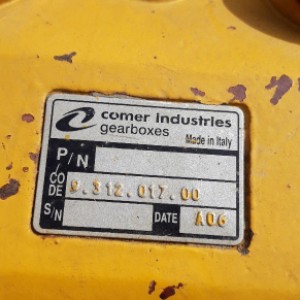 comer industries
gearboxes
Made in Italy
P/N
CODE 9.312.017.00
S/N DATE A06